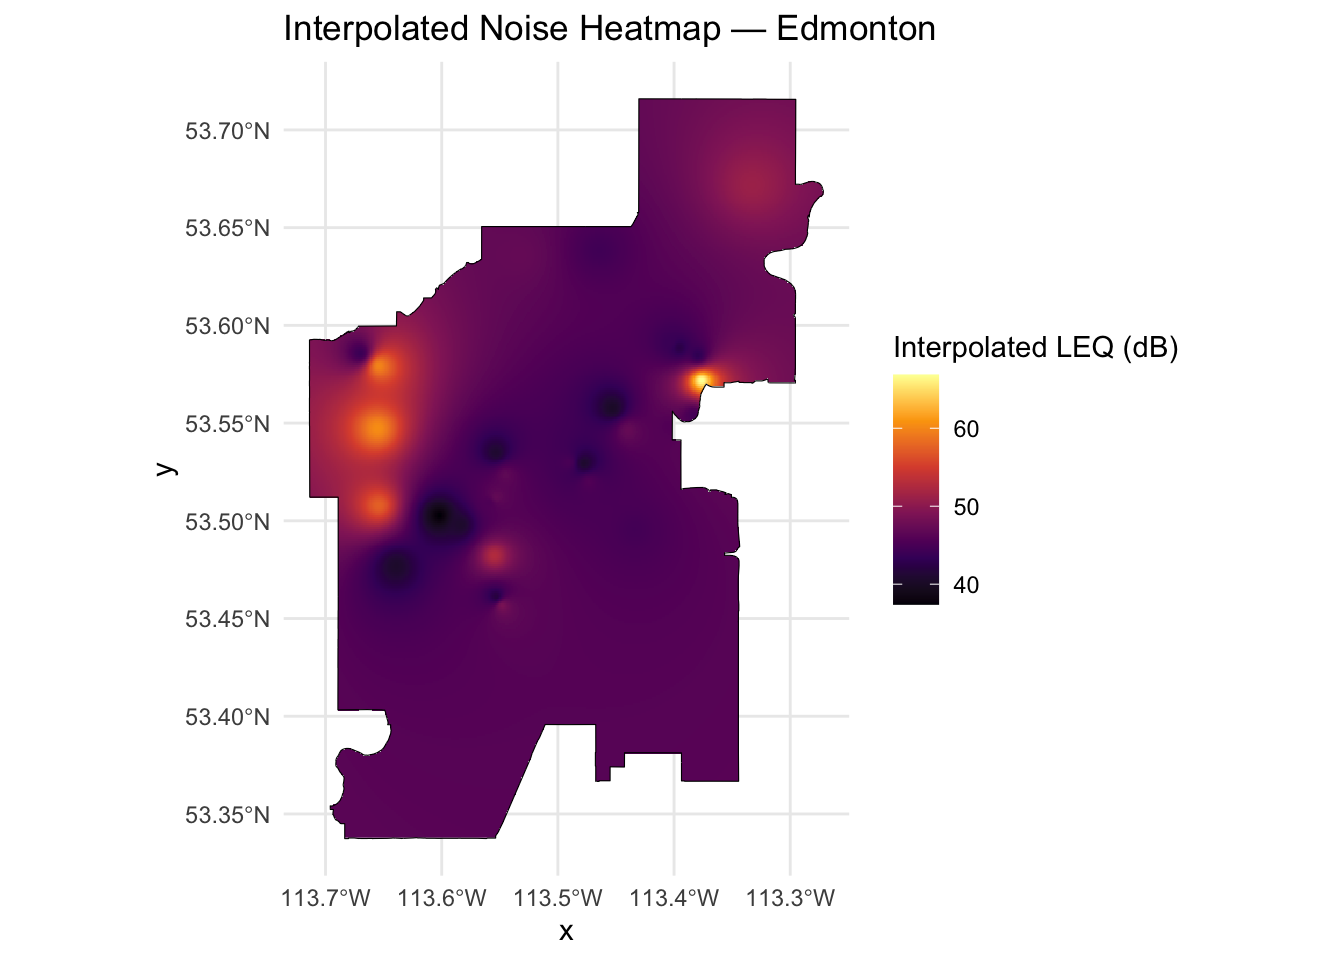 Interpolated Noise Heatmap — Edmonton
53.70°N
53.65°N
53.60°N
53.55°N
53.50°N
53.45°N
53.40°N
53.35°N
y
113.7°W 113.6°W 113.5°W 113.4°W 113.3°W
x
Interpolated LEQ (dB)
60
50
40